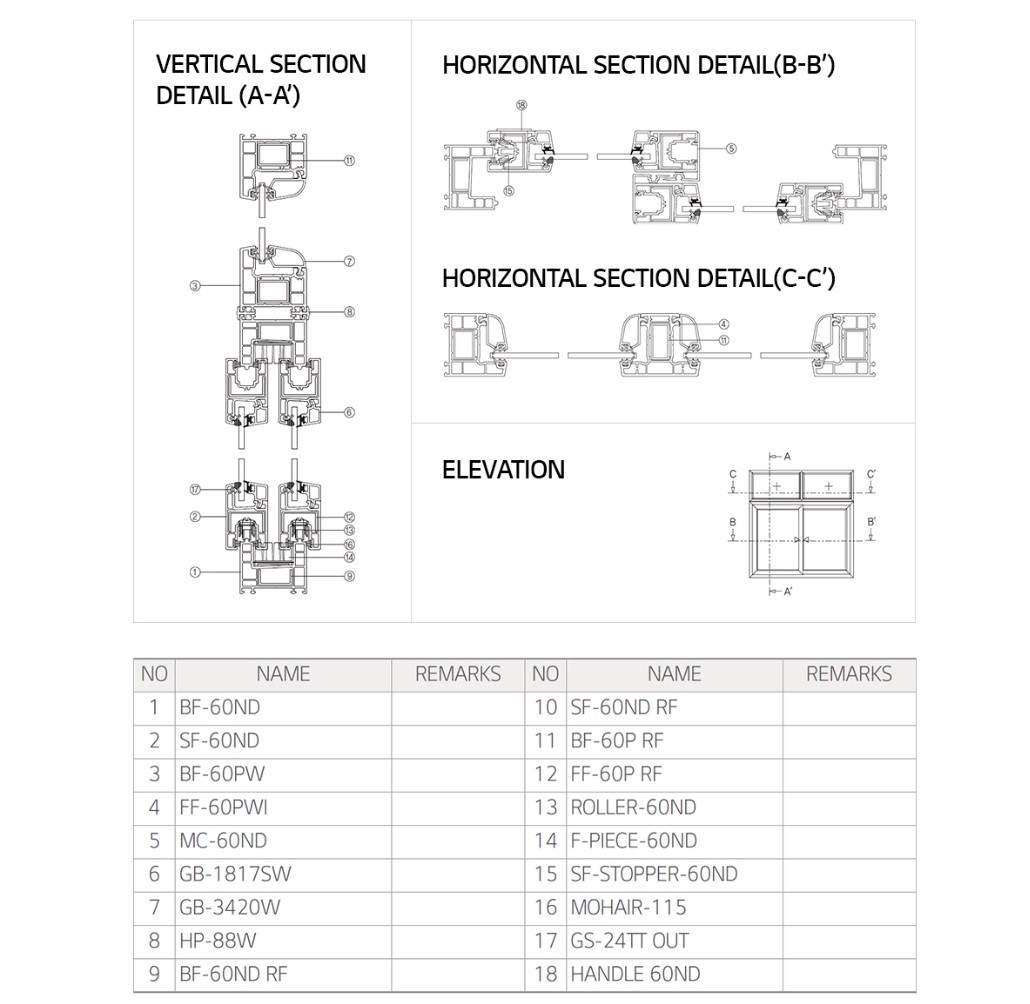 VERTICAL SECTION
DETAIL (A-A')
⑪
⑦
③
⑧
⑥
⑰
②
⑫
⑬
⑯
⑭
①
⑨
HORIZONTAL SECTION DETAIL(B-B')
⑱
⑤
⑮
HORIZONTAL SECTION DETAIL(C-C')
④
⑪
ELEVATION
A
C C'
B B'
A'
NO NAME REMARKS NO NAME REMARKS
1 BF-60ND 10 SF-60ND RF
2 SF-60ND 11 BF-60P RF
3 BF-60PW 12 FF-60P RF
4 FF-60PWI 13 ROLLER-60ND
5 MC-60ND 14 F-PIECE-60ND
6 GB-1817SW 15 SF-STOPPER-60ND
7 GB-3420W 16 MOHAIR-115
8 HP-88W 17 GS-24TT OUT
9 BF-60ND RF 18 HANDLE 60ND